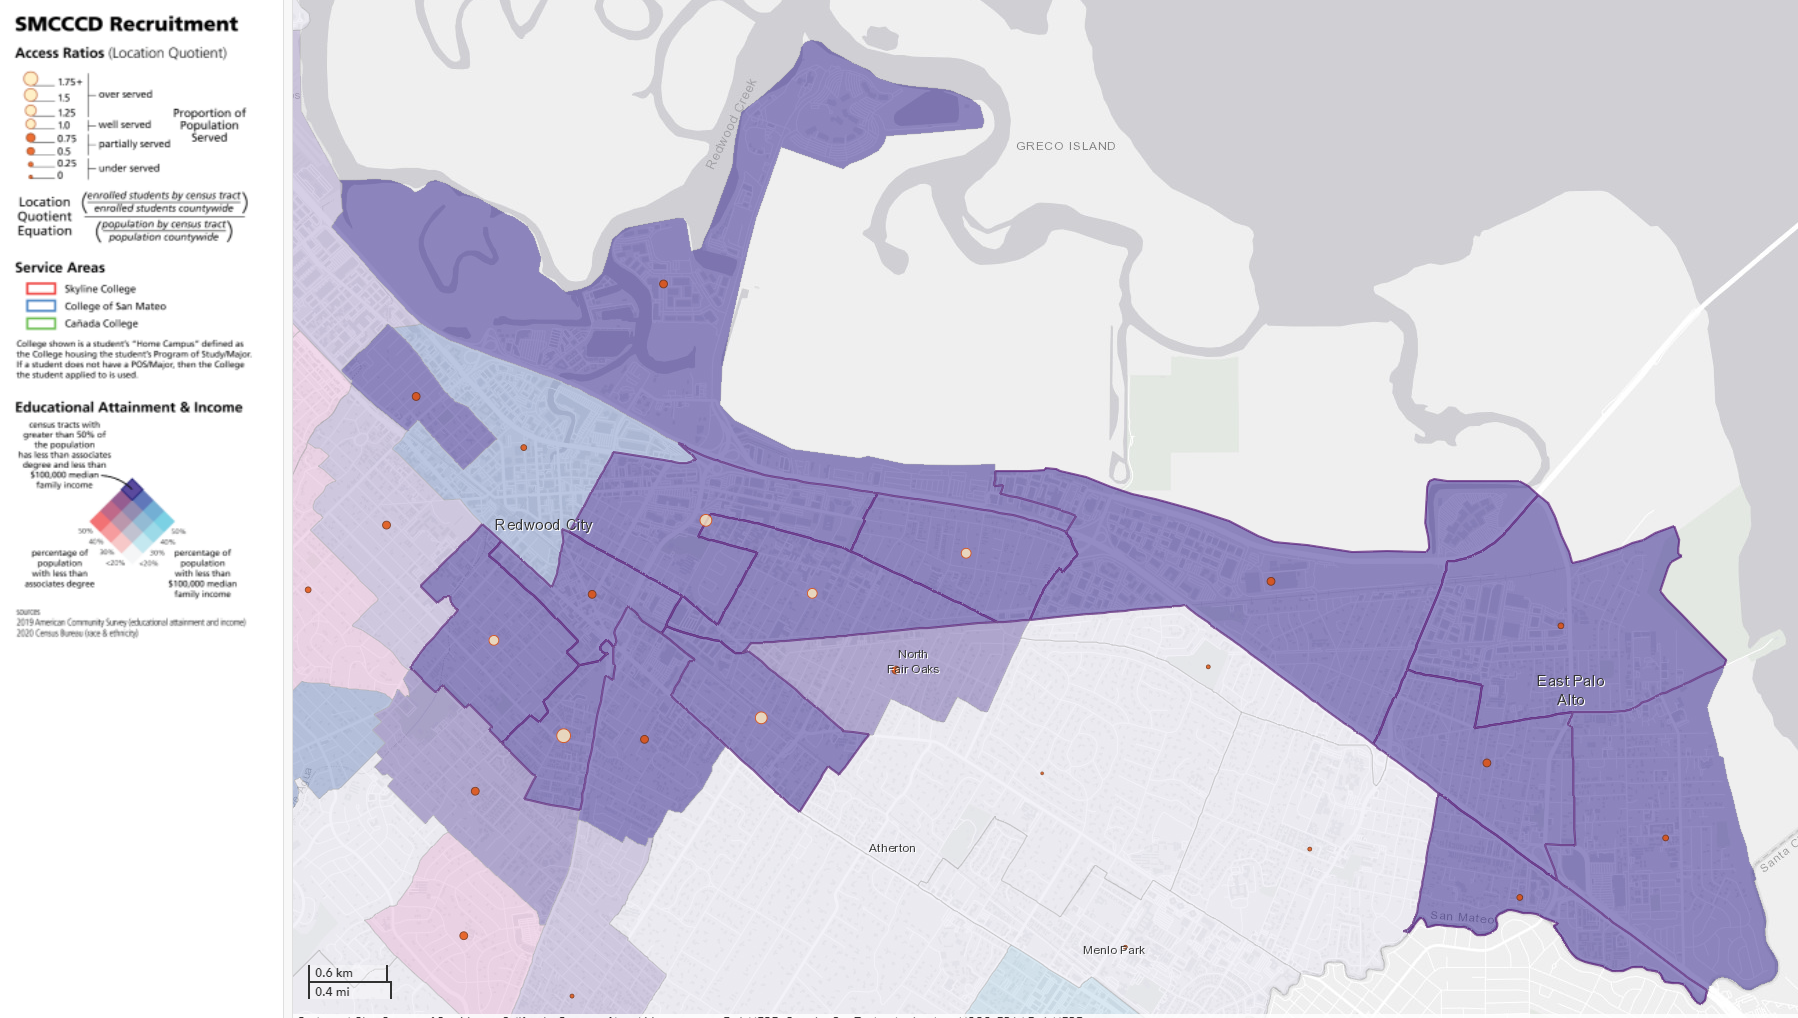 SMCCCD Recruitment
Access Ratios (Location Quotient)
1.75+
1.5
1.25
1.0
0.75
0.5
0.25
0
over served
well served
partially served
under served
Proportion of
Population
Served
Location
Quotient
Equation
enrolled students by census tract
enrolled students countywide
population by census tract
population countywide
Service Areas
Skyline College
College of San Mateo
Cañada College
College shown is a student's "Home Campus" defined as
the College housing the student's Program of Study/Major.
If a student does not have a POS/Major, then the College
the student applied to is used.
Educational Attainment & Income
census tracts with
greater than 50% of
the population
has less than associates
degree and less than
$100,000 median
family income
50%
40%
30%
<20%
50%
40%
30%
<20%
percentage of
population
with less than
associates degree
percentage of
population
with less than
$100,000 median
family income
sources
2019 American Community Survey (educational attainment and income)
2020 Census Bureau (race & ethnicity)
Redwood Creek
GRECO ISLAND
Redwood City
North
Fair Oaks
East Palo
Alto
Atherton
Menlo Park
San Mateo
Santa C
0.6 km
0.4 mi